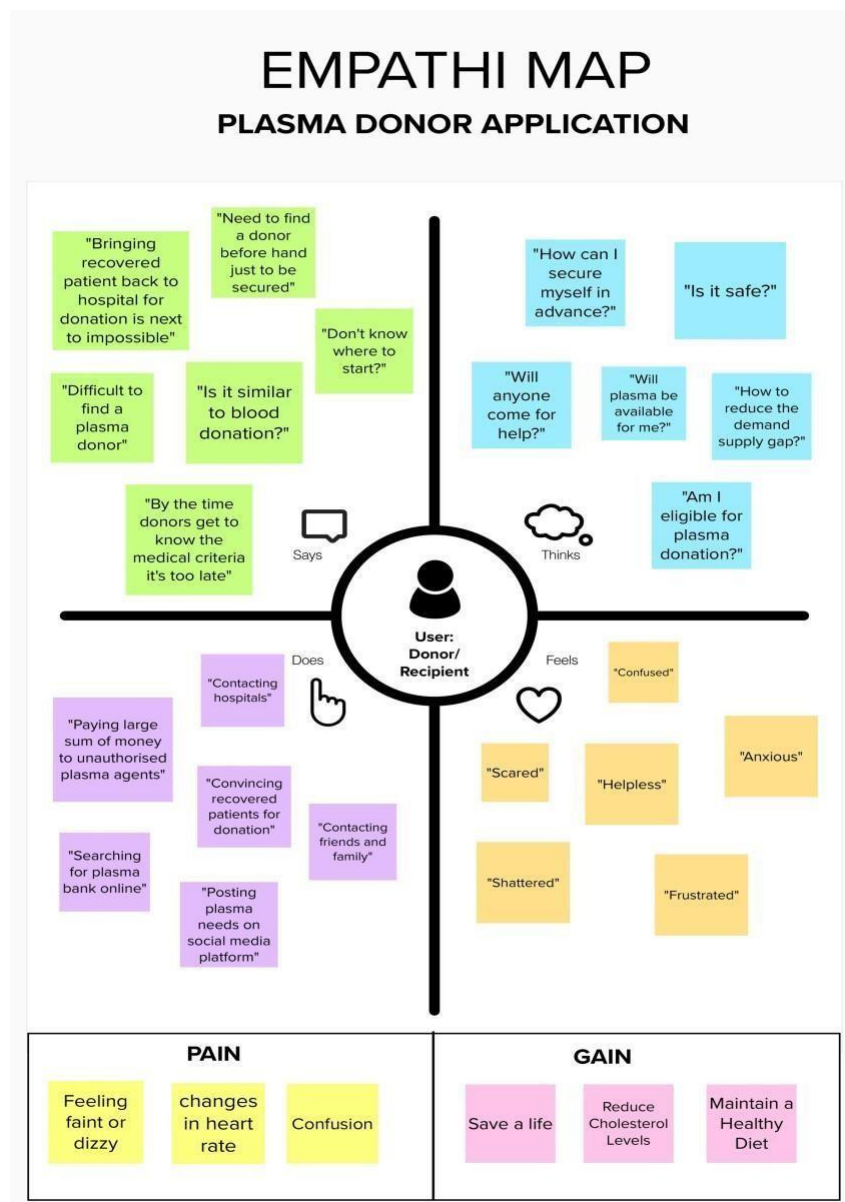 EMPATHI MAP
PLASMA DONOR APPLICATION
"Bringing
recovered
patient back to
hospital for
donation is next
to impossible"
"Need to find
a donor
before hand
just to be
secured"
"Don't know
where to
start?"
"Difficult to
find a
plasma
donor"
"Is it similar
to blood
donation?"
"By the time
donors get to
know the
medical criteria
it's too late"
Says
"How can I
secure
myself in
advance?"
"Is it safe?"
"Will
anyone
come for
help?"
"Will
plasma be
available
for me?"
"How to
reduce the
demand
supply gap?"
"Am I
eligible for
plasma
donation?"
Thinks
User:
Donor/
Recipient
Does
"Contacting
hospitals"
"Paying large
sum of money
to unauthorised
plasma agents"
"Convincing
recovered
patients for
donation"
"Contacting
friends and
family"
"Searching
for plasma
bank online"
"Posting
plasma
needs on
social media
platform"
Feels
"Confused"
"Scared"
"Helpless"
"Anxious"
"Shattered"
"Frustrated"
PAIN
Feeling
faint or
dizzy
changes
in heart
rate
Confusion
GAIN
Save a life
Reduce
Cholesterol
Levels
Maintain a
Healthy
Diet